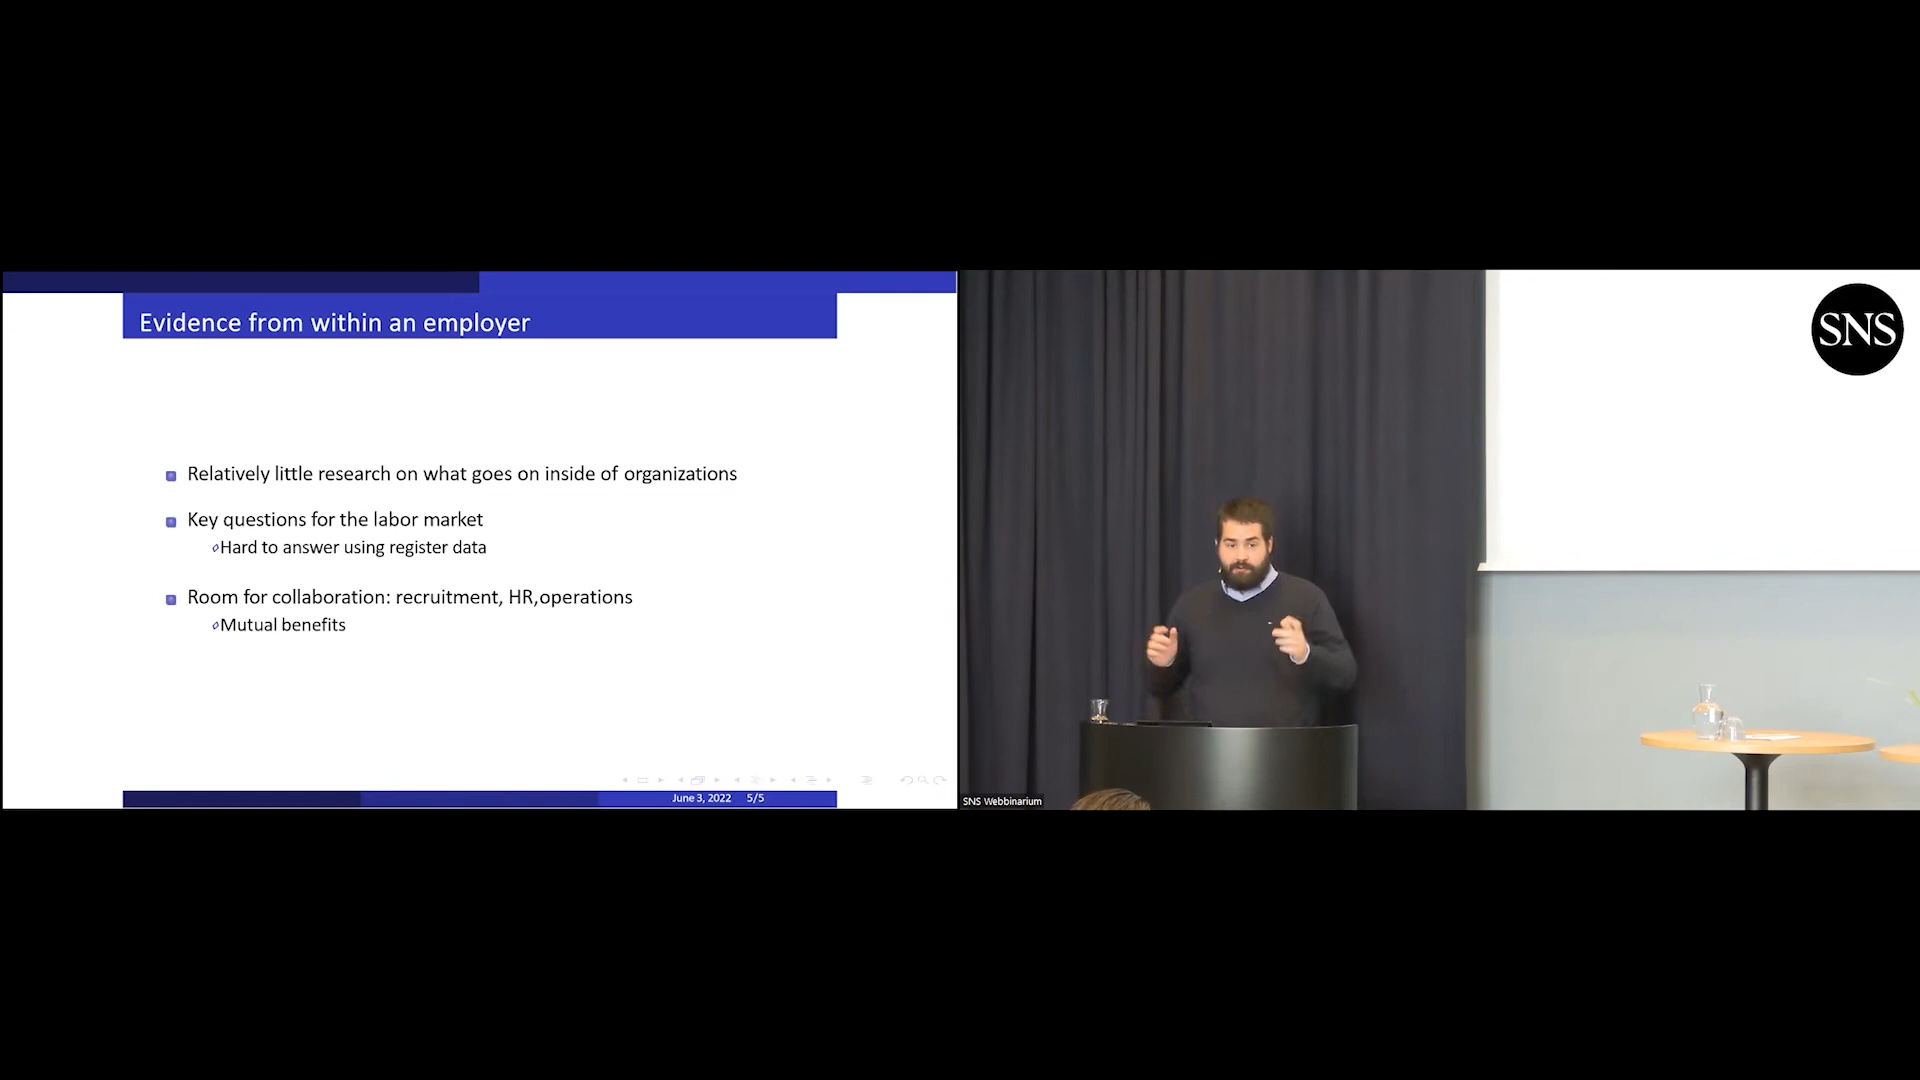 Evidence from within an employer
Relatively little research on what goes on inside of organizations
Key questions for the labor market
Hard to answer using register data
Room for collaboration: recruitment, HR,operations
Mutual benefits
June 3, 2022 5/5
SNS
SNS Webbinarium